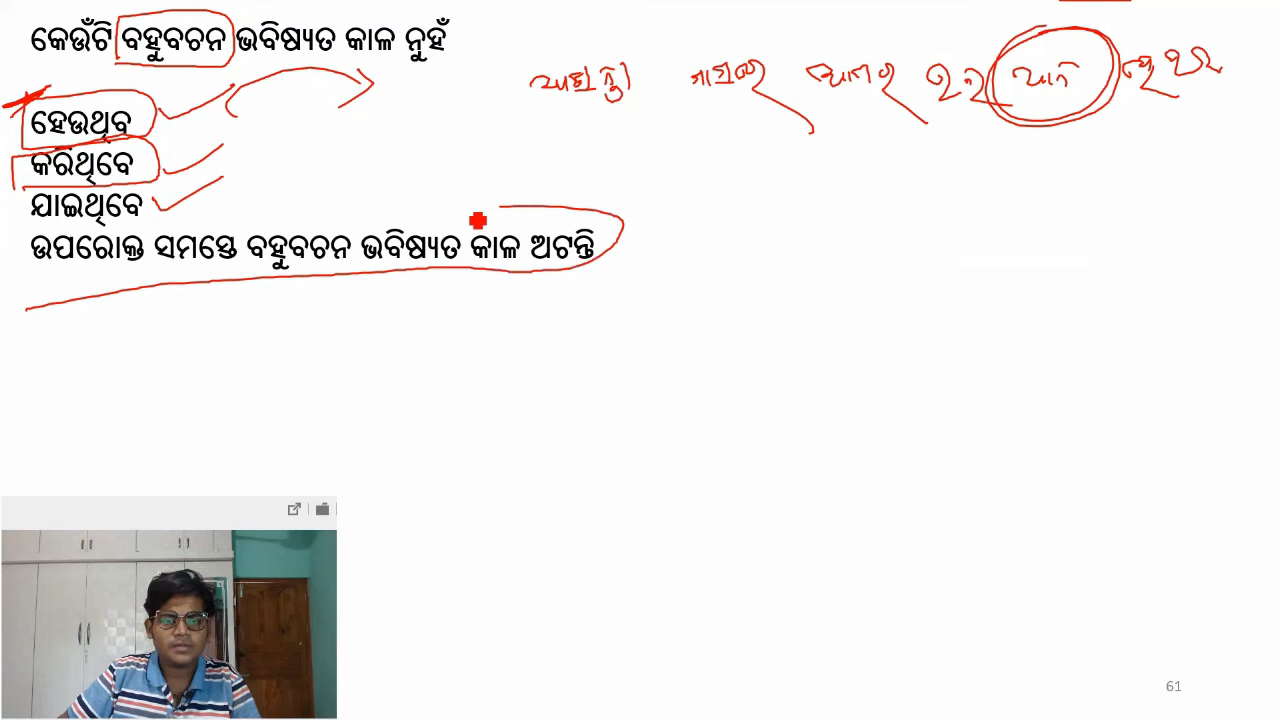 କେଉଁଟି ବହୁବଚନ ଭବିଷ୍ୟତ କାଳ ନୁହଁ
ହେଉଥିବ
କରିଥିବେ
ଯାଇଥିବେ
ଉପରୋକ୍ତ ସମସ୍ତେ ବହୁବଚନ ଭବିଷ୍ୟତ କାଳ ଅଟନ୍ତି
61